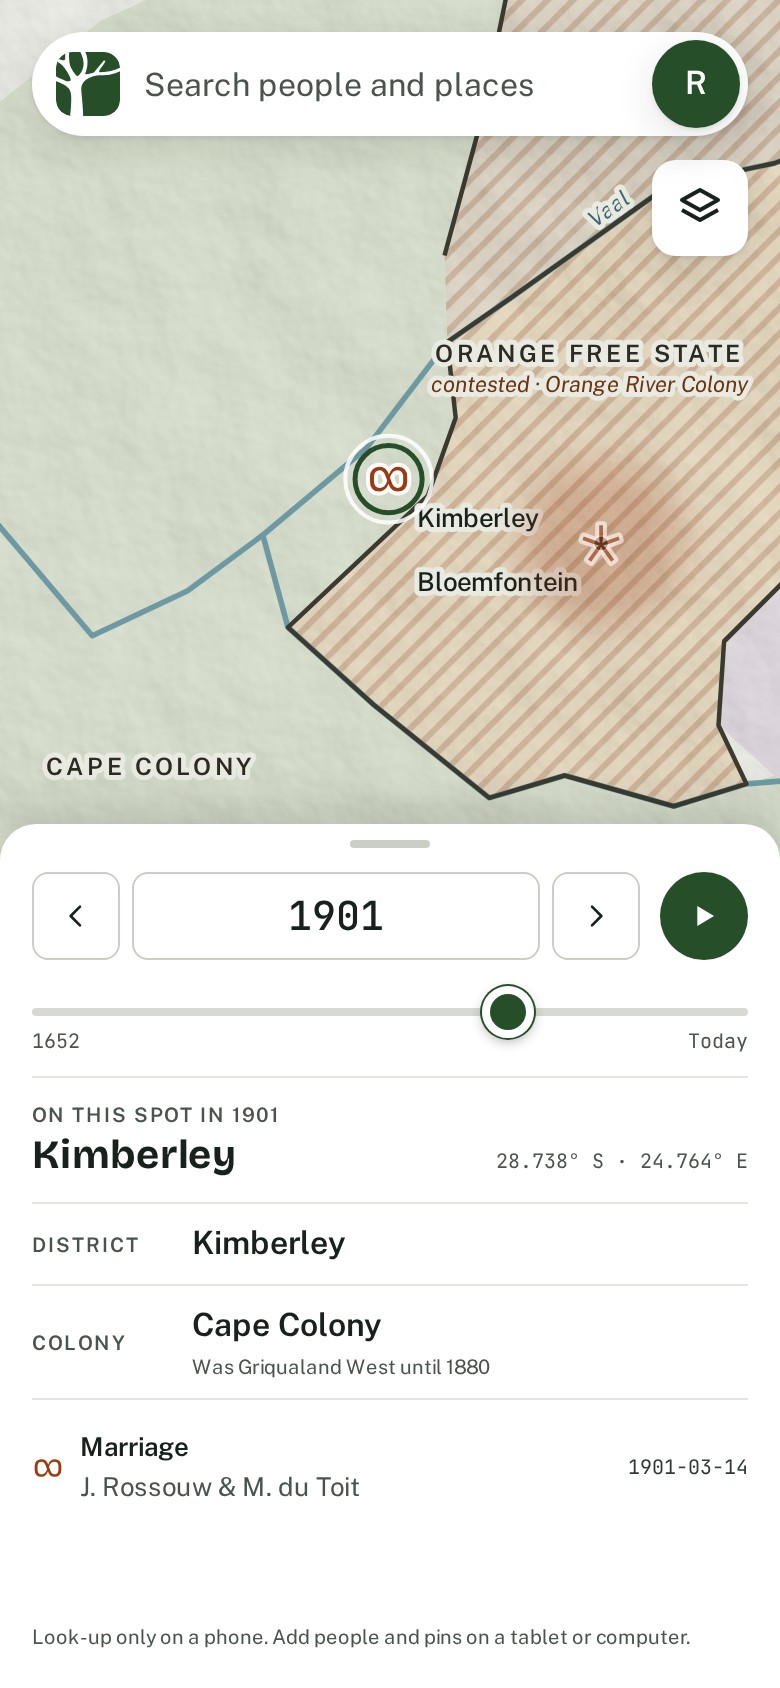 Search people and places
R
Vaal
ORANGE FREE STATE
contested · Orange River Colony
∞
Kimberley
Bloemfontein
CAPE COLONY
1901
1652
Today
ON THIS SPOT IN 1901
Kimberley
28.738° S · 24.764° E
DISTRICT
Kimberley
COLONY
Cape Colony
Was Griqualand West until 1880
∞
Marriage
J. Rossouw & M. du Toit
1901-03-14
Look-up only on a phone. Add people and pins on a tablet or computer.